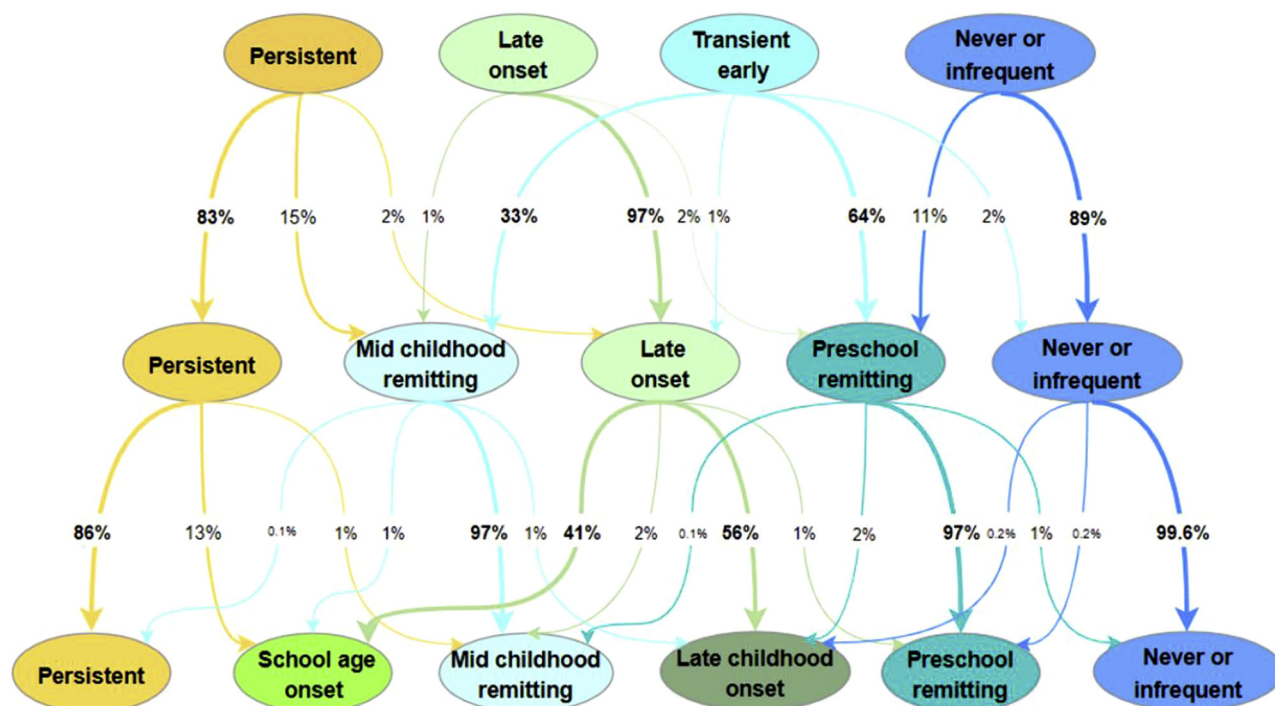 Persistent
Late
onset
Transient
early
Never or
infrequent
83%
15%
2%
1%
33%
97%
2%
1%
64%
11%
2%
89%
Persistent
Mid childhood
remitting
Late
onset
Preschool
remitting
Never or
infrequent
86%
13%
0.1%
1%
1%
97%
1%
41%
2%
0.1%
56%
1%
2%
97%
0.2%
1%
0.2%
99.6%
Persistent
School age
onset
Mid childhood
remitting
Late childhood
onset
Preschool
remitting
Never or
infrequent